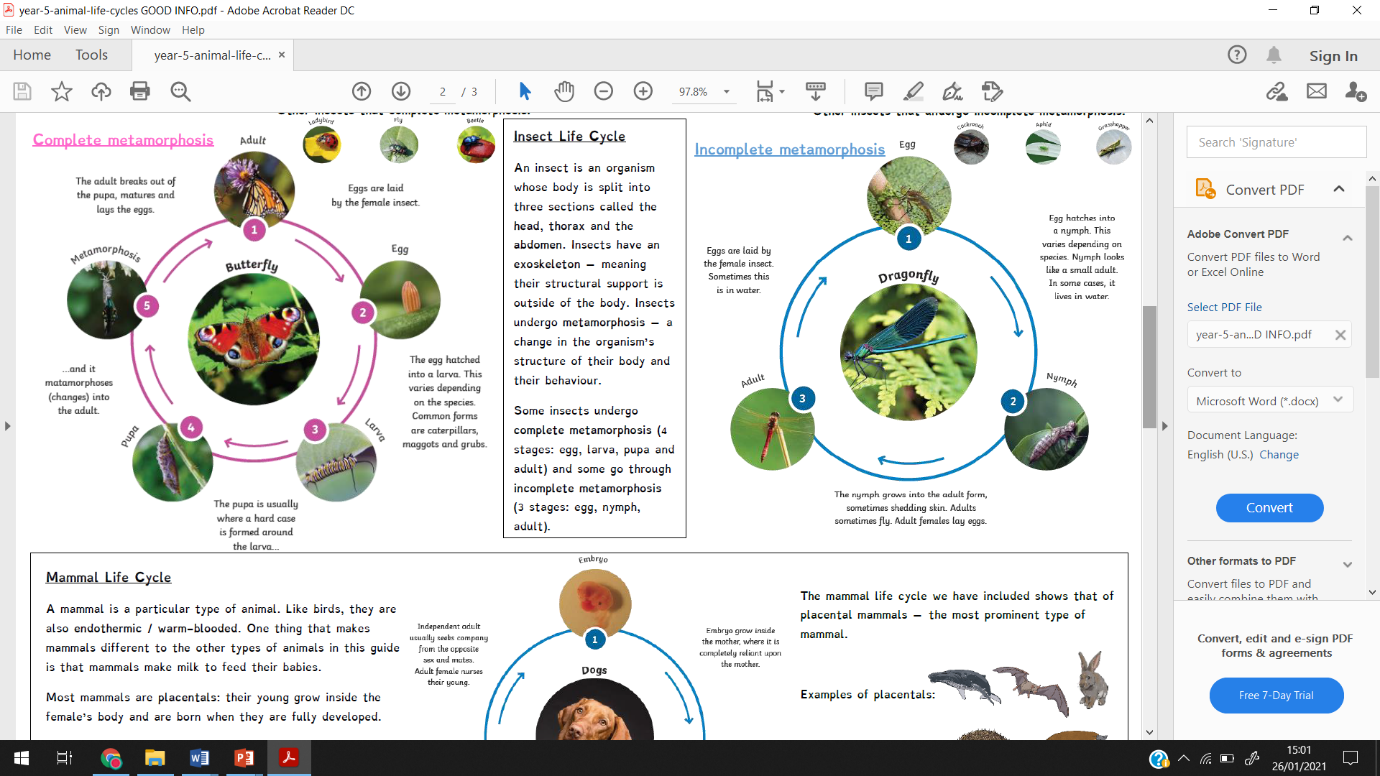 year-5-animal-life-cycles GOOD INFO.pdf - Adobe Acrobat Reader DC
File Edit View Sign Window Help
Home Tools year-5-animal-life-c... × Sign In
2 / 3 97.8%
Complete metamorphosis
Adult
Ladybird
Fly
Beetle
The adult breaks out of
the pupa, matures and
lays the eggs.
Eggs are laid
by the female insect.
1
Metamorphosis
Butterfly
Egg
5
2
...and it
matamorphoses
(changes) into
the adult.
The egg hatched
into a larva. This
varies depending
on the species.
Common forms
are caterpillars,
maggots and grubs.
Pupa
4
3
Larva
The pupa is usually
where a hard case
is formed around
the larva...
Insect Life Cycle
An insect is an organism
whose body is split into
three sections called the
head, thorax and the
abdomen. Insects have an
exoskeleton – meaning
their structural support is
outside of the body. Insects
undergo metamorphosis – a
change in the organism's
structure of their body and
their behaviour.
Some insects undergo
complete metamorphosis (4
stages: egg, larva, pupa and
adult) and some go through
incomplete metamorphosis
(3 stages: egg, nymph,
adult).
Other insects that undergo incomplete metamorphosis:
Incomplete metamorphosis
Egg
Cockroach
Aphid
Grasshopper
1
Eggs are laid by
the female insect.
Sometimes this
is in water.
Egg hatches into
a nymph. This
varies depending on
species. Nymph looks
like a small adult.
In some cases, it
lives in water.
Dragonfly
Adult
3
2
Nymph
The nymph grows into the adult form,
sometimes shedding skin. Adults
sometimes fly. Adult females lay eggs.
Mammal Life Cycle
A mammal is a particular type of animal. Like birds, they are
also endothermic / warm-blooded. One thing that makes
mammals different to the other types of animals in this guide
is that mammals make milk to feed their babies.
Most mammals are placentals: their young grow inside the
female's body and are born when they are fully developed.
Embryo
1
Independent adult
usually seeks company
from the opposite
sex and mates.
Adult female nurses
their young.
Embryo grow inside
the mother, where it is
completely reliant upon
the mother.
Dogs
The mammal life cycle we have included shows that of
placental mammals – the most prominent type of
mammal.
Examples of placentals:
Search 'Signature'
Convert PDF
Adobe Convert PDF
Convert PDF files to Word
or Excel Online
Select PDF File
year-5-an...D INFO.pdf
Convert to
Microsoft Word (*.docx)
Document Language:
English (U.S.) Change
Convert
Other formats to PDF
Convert files to PDF and
easily combine them with
Convert, edit and e-sign PDF
forms & agreements
Free 7-Day Trial
15:01
26/01/2021